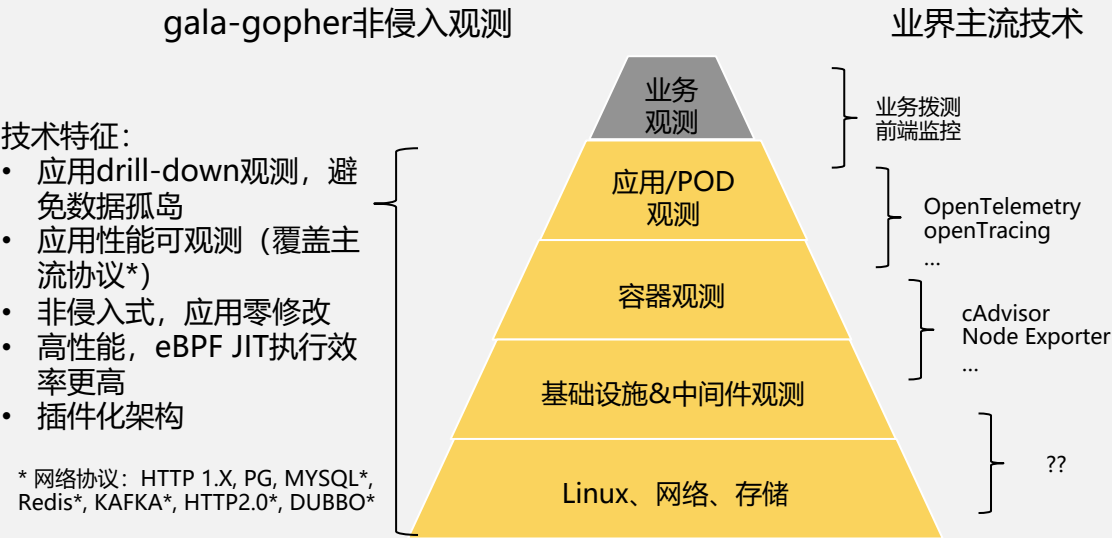 gala-gopher非侵入观测
业界主流技术
技术特征：
• 应用drill-down观测，避
免数据孤岛
• 应用性能可观测（覆盖主
流协议*）
• 非侵入式，应用零修改
• 高性能，eBPF JIT执行效
率更高
• 插件化架构
* 网络协议：HTTP 1.X, PG, MYSQL*,
Redis*, KAFKA*, HTTP2.0*, DUBBO*
业务
观测
应用/POD
观测
容器观测
基础设施&中间件观测
Linux、网络、存储
业务拨测
前端监控
OpenTelemetry
openTracing
...
cAdvisor
Node Exporter
...
??